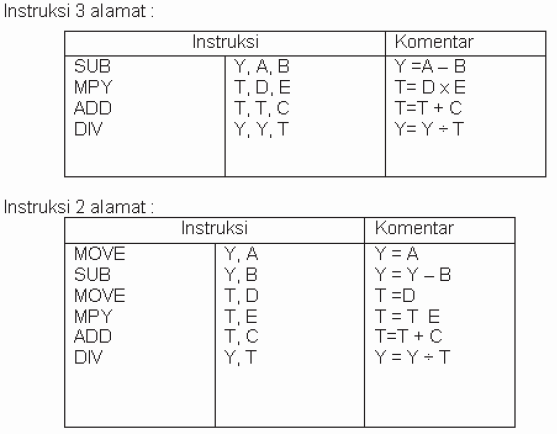 Instruksi 3 alamat :
Instruksi Komentar
SUB Y, A, B Y =A – B
MPY T, D, E T= D x E
ADD T, T, C T=T + C
DIV Y, Y, T Y= Y ÷ T
Instruksi 2 alamat :
Instruksi Komentar
MOVE Y, A Y = A
SUB Y, B Y = Y – B
MOVE T, D T =D
MPY T, E T = T E
ADD T, C T=T + C
DIV Y, T Y = Y ÷ T